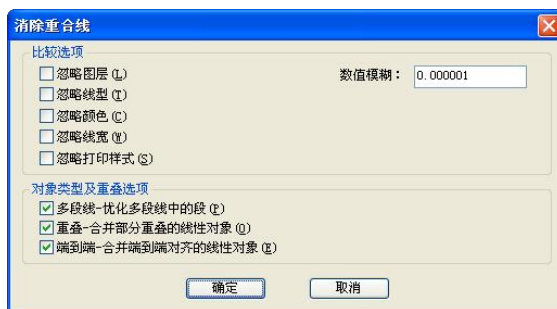 消除重合线
比较选项
忽略图层(L) 数值模糊： 0.000001
忽略线型(T)
忽略颜色(C)
忽略线宽(W)
忽略打印样式(S)
对象类型及重叠选项
多段线-优化多段线中的段(P)
重叠-合并部分重叠的线性对象(O)
端到端-合并端到端对齐的线性对象(E)
确定 取消